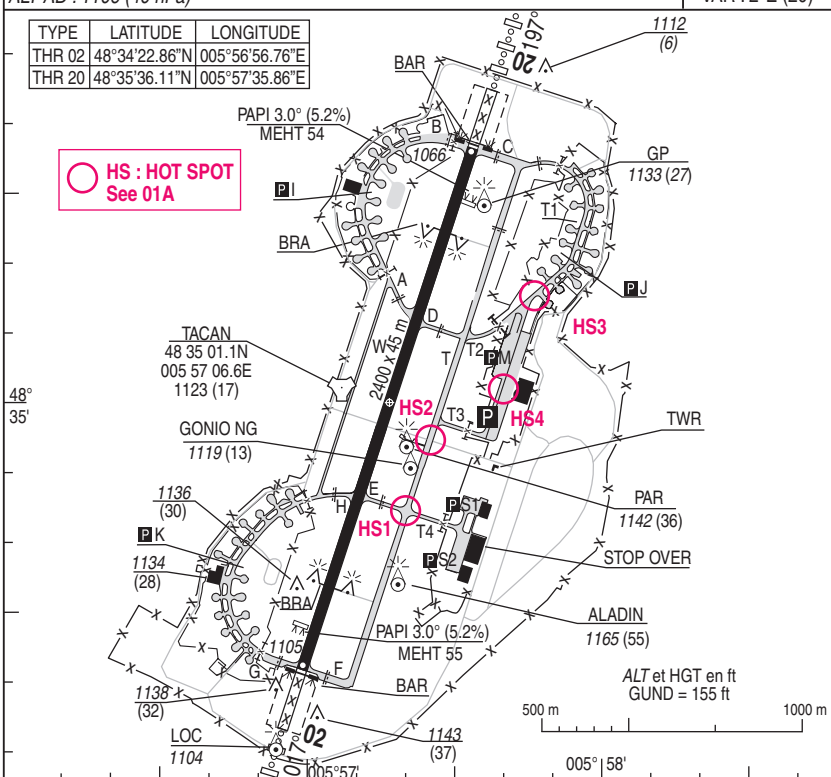 TYPE LATITUDE LONGITUDE
THR 02 48°34'22.86"N 005°56'56.76"E
THR 20 48°35'36.11"N 005°57'35.86"E
1112
(6)
197°
20
BAR
PAPI 3.0° (5.2%)
MEHT 54
B
C
1066
GP
1133 (27)
HS : HOT SPOT
See 01A
P I
T1
BRA
P J
A
HS3
D
TACAN
48 35 01.1N
005 57 06.6E
1123 (17)
W
2400 x 45 m
T
T2
P M
48°
35'
HS2
P
HS4
T3
TWR
GONIO NG
1119 (13)
PAR
1142 (36)
1136
(30)
H
E
P S1
HS1
T4
P K
STOP OVER
1134
(28)
P S2
BRA
ALADIN
1165 (55)
PAPI 3.0° (5.2%)
MEHT 55
1105
G
F
BAR
ALT et HGT en ft
GUND = 155 ft
1138
(32)
500 m
1000 m
02
1143
(37)
LOC
1104
017°
005°57'
005° 58'